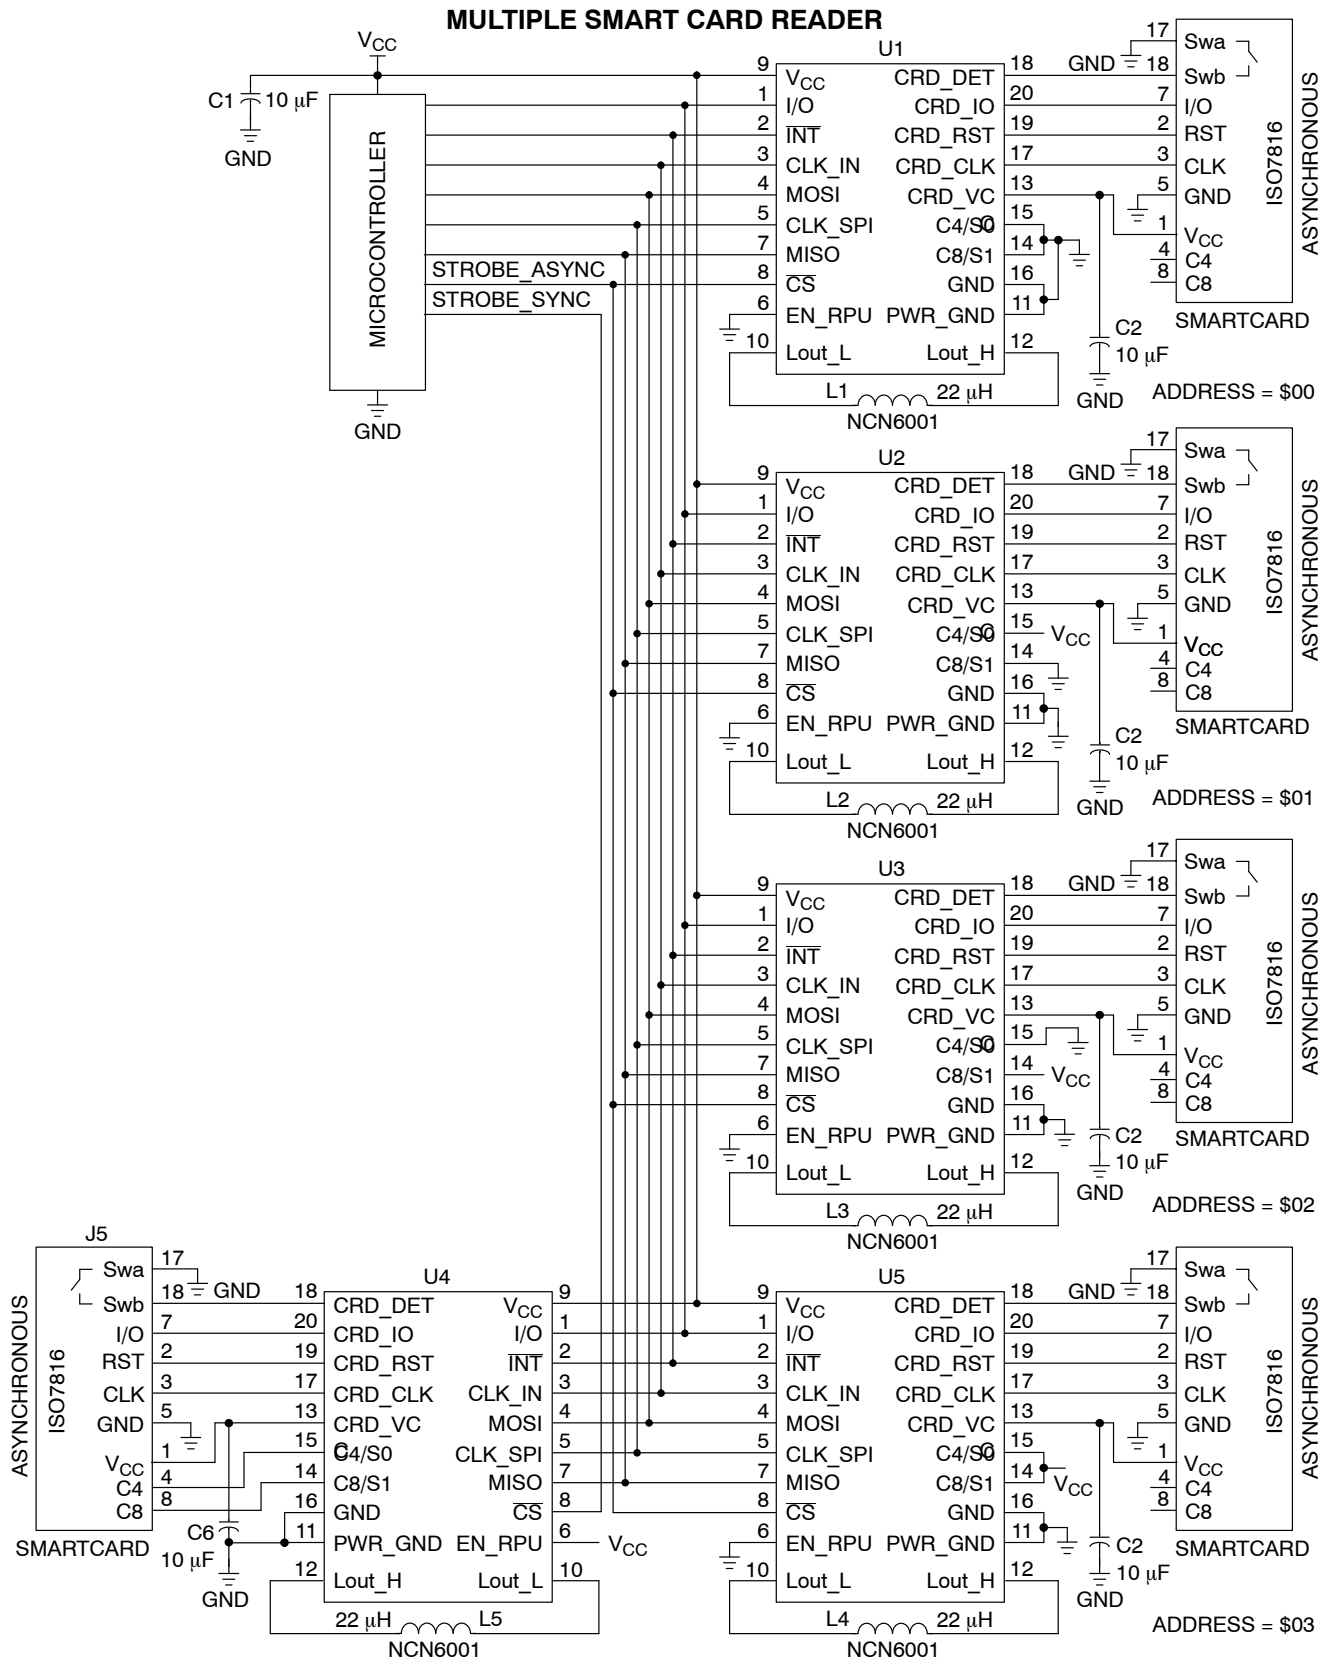 MULTIPLE SMART CARD READER
VCC
C1 10 μF
GND
MICROCONTROLLER
GND
STROBE_ASYNC
STROBE_SYNC
U1
9 VCC CRD_DET 18
1 I/O CRD_IO 20
2 INT CRD_RST 19
3 CLK_IN CRD_CLK 17
4 MOSI CRD_VC 13
5 CLK_SPI C4/S0 15
C
7 MISO C8/S1 14
8 CS GND 16
6 EN_RPU PWR_GND 11
10 Lout_L Lout_H 12
L1 22 μH
NCN6001
17 Swa
GND 18 Swb
7 I/O
2 RST
3 CLK
5 GND
1 VCC
4 C4
8 C8
ISO7816
ASYNCHRONOUS
SMARTCARD
C2
10 μF
GND
ADDRESS = $00
U2
9 VCC CRD_DET 18
1 I/O CRD_IO 20
2 INT CRD_RST 19
3 CLK_IN CRD_CLK 17
4 MOSI CRD_VC 13
5 CLK_SPI C4/S0 15 VCC
C
7 MISO C8/S1 14
8 CS GND 16
6 EN_RPU PWR_GND 11
10 Lout_L Lout_H 12
L2 22 μH
NCN6001
17 Swa
GND 18 Swb
7 I/O
2 RST
3 CLK
5 GND
1 VCC
4 C4
8 C8
ISO7816
ASYNCHRONOUS
SMARTCARD
C2
10 μF
GND
ADDRESS = $01
U3
9 VCC CRD_DET 18
1 I/O CRD_IO 20
2 INT CRD_RST 19
3 CLK_IN CRD_CLK 17
4 MOSI CRD_VC 13
5 CLK_SPI C4/S0 15
C
7 MISO C8/S1 14 VCC
8 CS GND 16
6 EN_RPU PWR_GND 11
10 Lout_L Lout_H 12
L3 22 μH
NCN6001
17 Swa
GND 18 Swb
7 I/O
2 RST
3 CLK
5 GND
1 VCC
4 C4
8 C8
ISO7816
ASYNCHRONOUS
SMARTCARD
C2
10 μF
GND
ADDRESS = $02
J5
Swa 17
Swb 18 GND
I/O 7
RST 2
CLK 3
GND 5
VCC 1
C4 4
C8 8
ISO7816
ASYNCHRONOUS
SMARTCARD
C6
10 μF
GND
U4
18 CRD_DET VCC 9
20 CRD_IO I/O 1
19 CRD_RST INT 2
17 CRD_CLK CLK_IN 3
13 CRD_VC MOSI 4
15 C4/S0 CLK_SPI 5
C
14 C8/S1 MISO 7
16 GND CS 8
11 PWR_GND EN_RPU 6 VCC
12 Lout_H Lout_L 10
22 μH L5
NCN6001
U5
9 VCC CRD_DET 18
1 I/O CRD_IO 20
2 INT CRD_RST 19
3 CLK_IN CRD_CLK 17
4 MOSI CRD_VC 13
5 CLK_SPI C4/S0 15
C
7 MISO C8/S1 14 VCC
8 CS GND 16
6 EN_RPU PWR_GND 11
10 Lout_L Lout_H 12
L4 22 μH
NCN6001
17 Swa
GND 18 Swb
7 I/O
2 RST
3 CLK
5 GND
1 VCC
4 C4
8 C8
ISO7816
ASYNCHRONOUS
SMARTCARD
C2
10 μF
GND
ADDRESS = $03